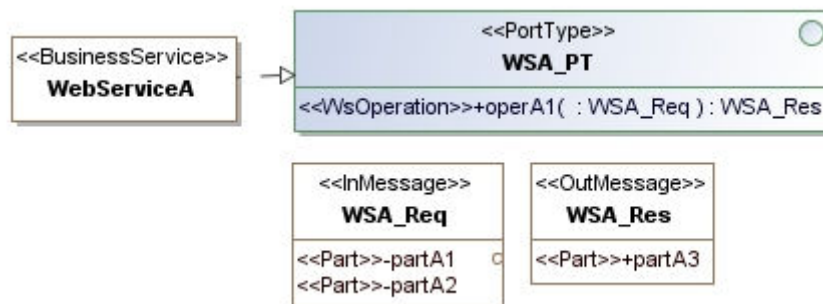 <<BusinessService>>
WebServiceA
<<PortType>>
WSA_PT
<<WsOperation>>+operA1( : WSA_Req ) : WSA_Res
<<InMessage>>
WSA_Req
<<Part>>-partA1
<<Part>>-partA2
<<OutMessage>>
WSA_Res
<<Part>>+partA3